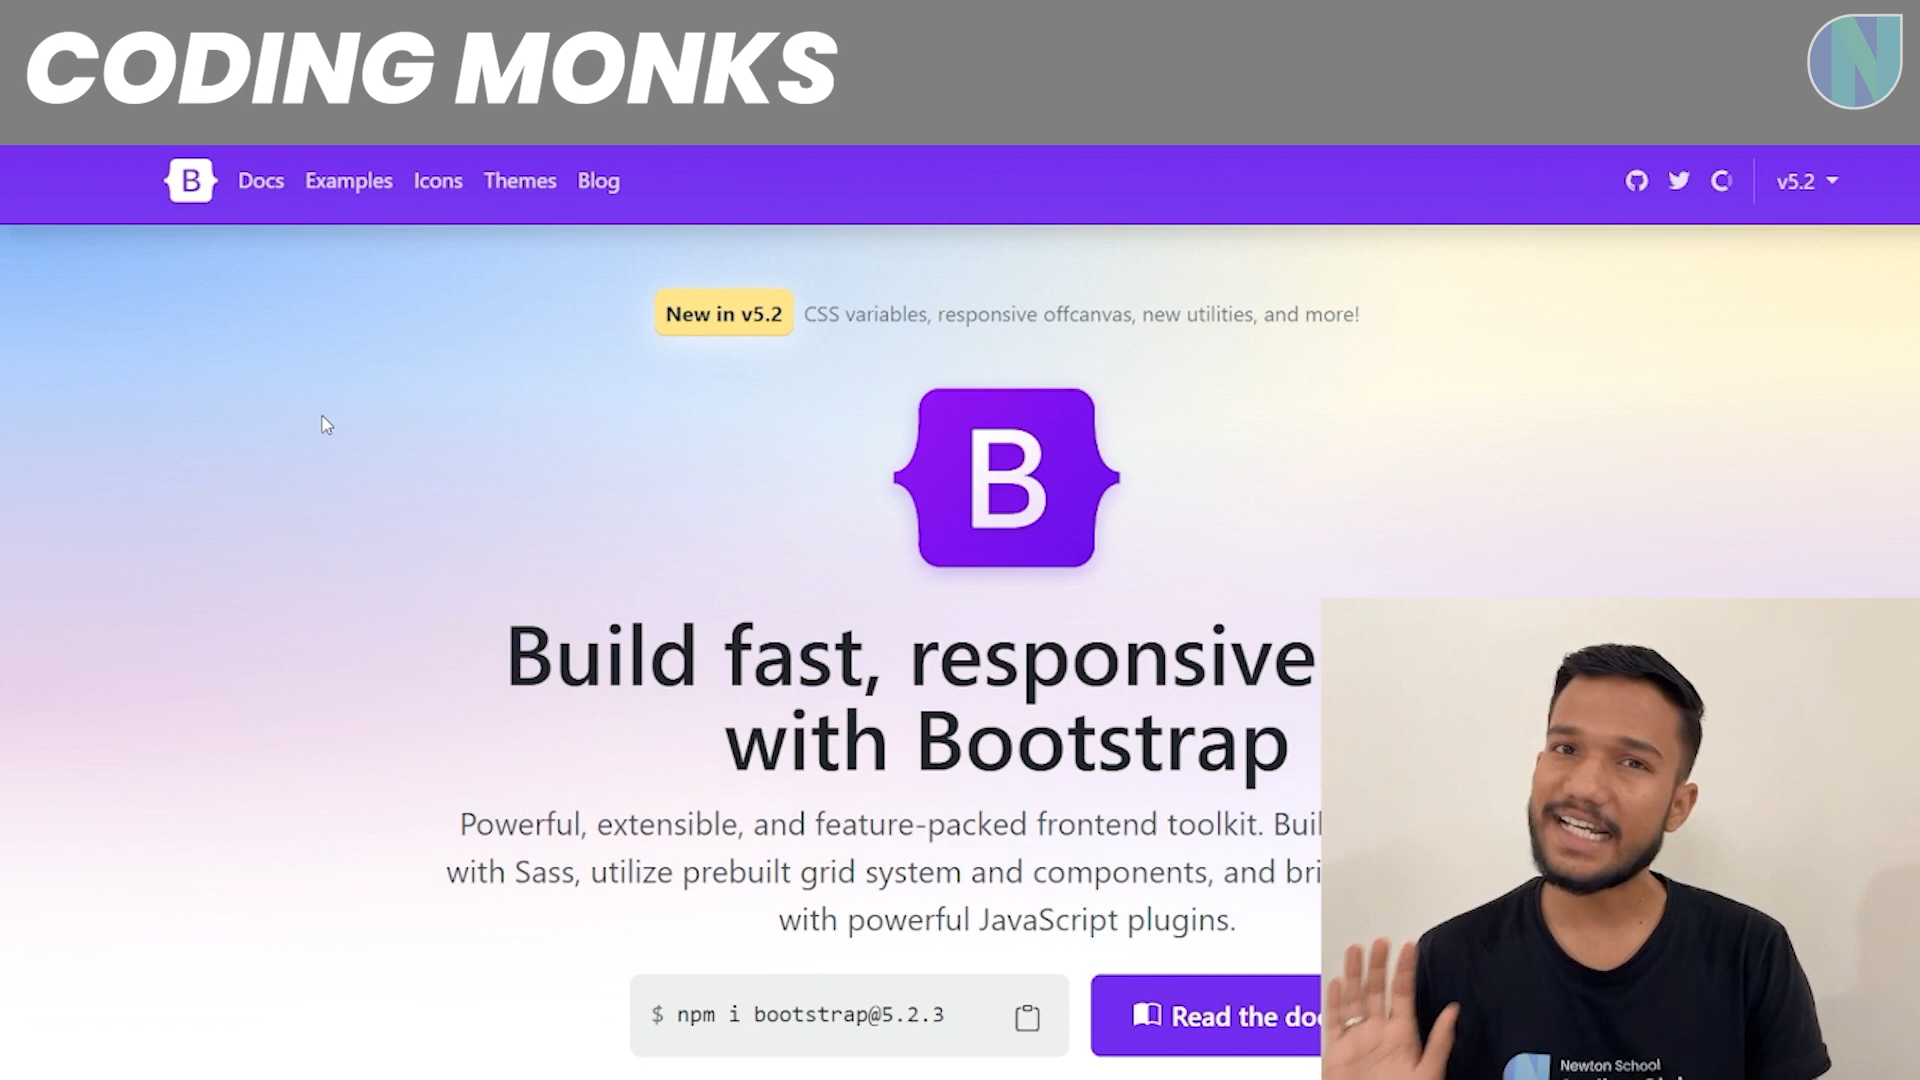 CODING MONKS
N
B Docs Examples Icons Themes Blog v5.2
New in v5.2 CSS variables, responsive offcanvas, new utilities, and more!
B
Build fast, responsive
with Bootstrap
Powerful, extensible, and feature-packed frontend toolkit. Buil
with Sass, utilize prebuilt grid system and components, and bri
with powerful JavaScript plugins.
$ npm i bootstrap@5.2.3
Read the doc
Newton School